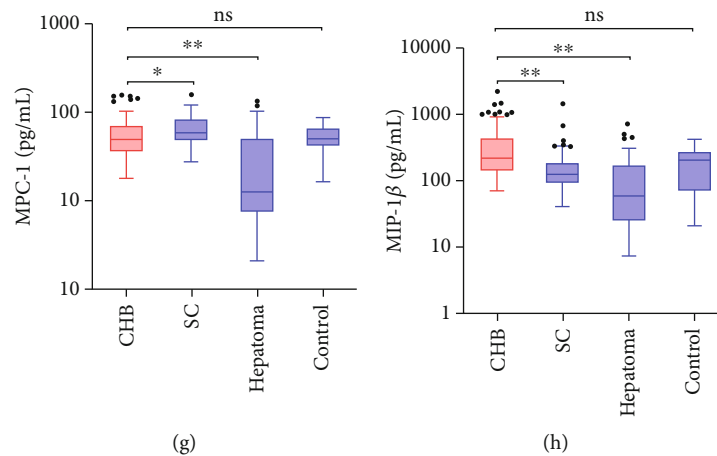 ns
**
*
1000
100
10
10
MPC-1 (pg/mL)
CHB
SC
Hepatoma
Control
(g)
ns
**
**
10000
1000
100
10
1
MIP-1β (pg/mL)
CHB
SC
Hepatoma
Control
(h)